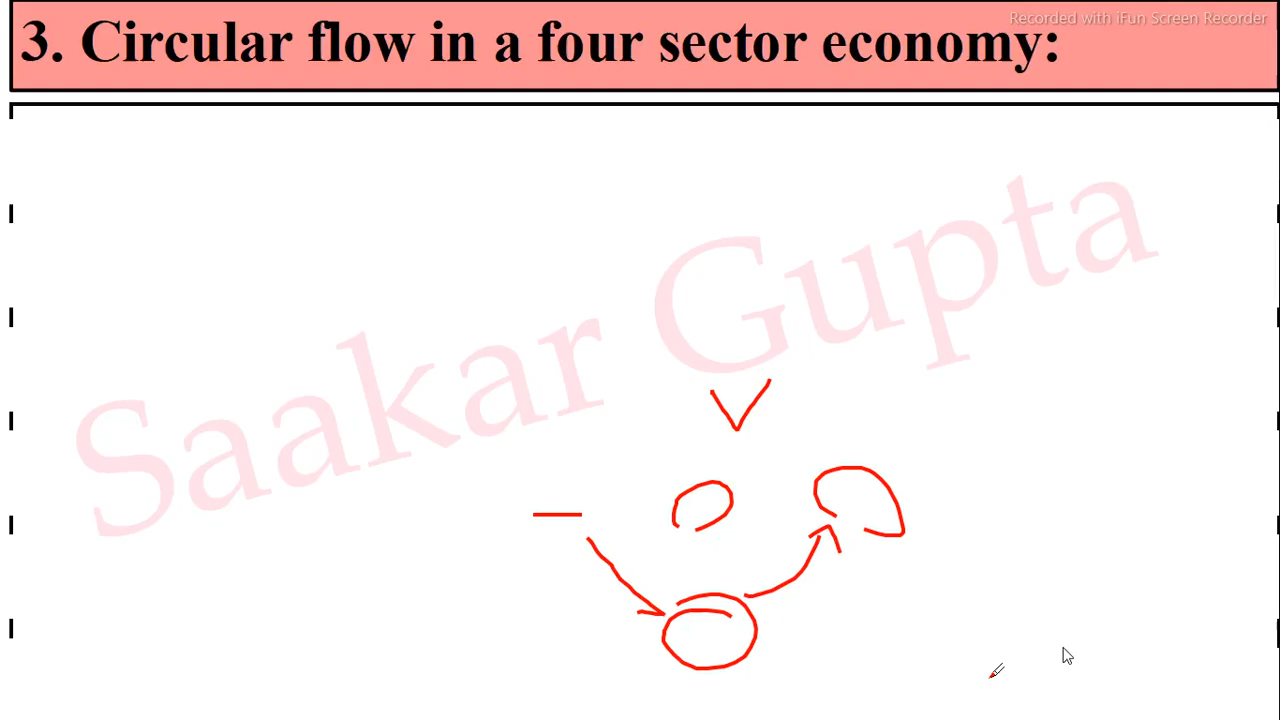 Recorded with iFun Screen Recorder
3. Circular flow in a four sector economy:
Saakar Gupta